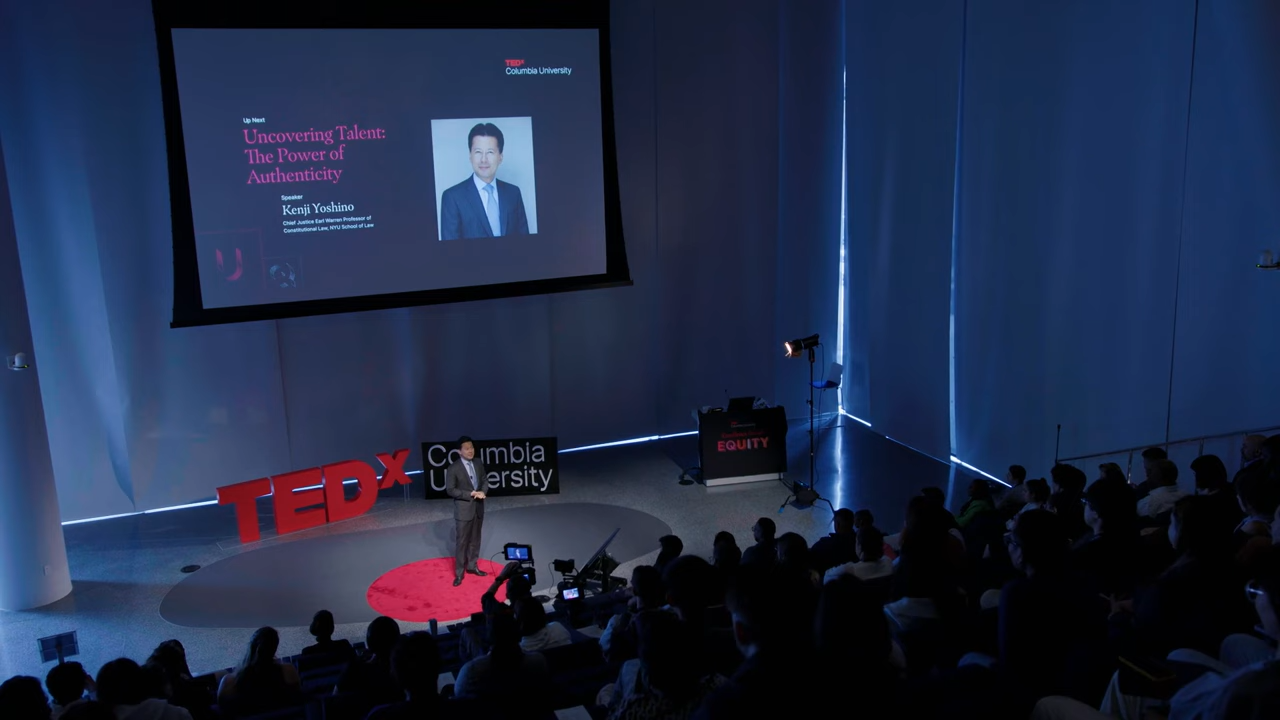 TEDx
Columbia University
Up Next
Uncovering Talent:
The Power of
Authenticity
Speaker
Kenji Yoshino
Chief Justice Earl Warren Professor of
Constitutional Law, NYU School of Law
TEDx
Columbia
University
EQUITY